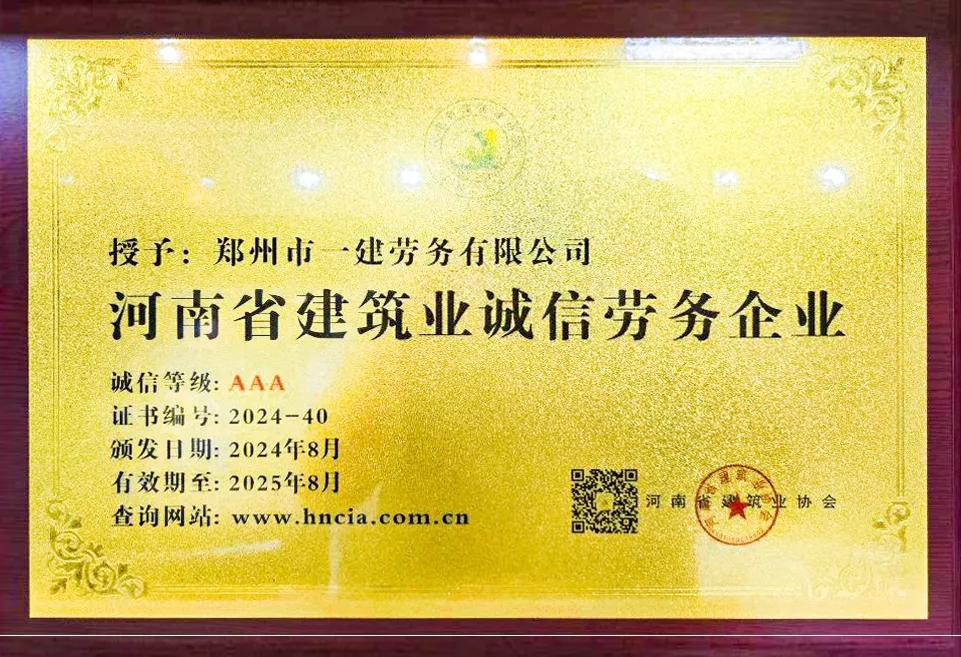 授予：郑州市一建劳务有限公司
河南省建筑业诚信劳务企业
诚信等级: AAA
证书编号: 2024-40
颁发日期: 2024年8月
有效期至: 2025年8月
查询网站: www.hncia.com.cn
河南省建筑业协会